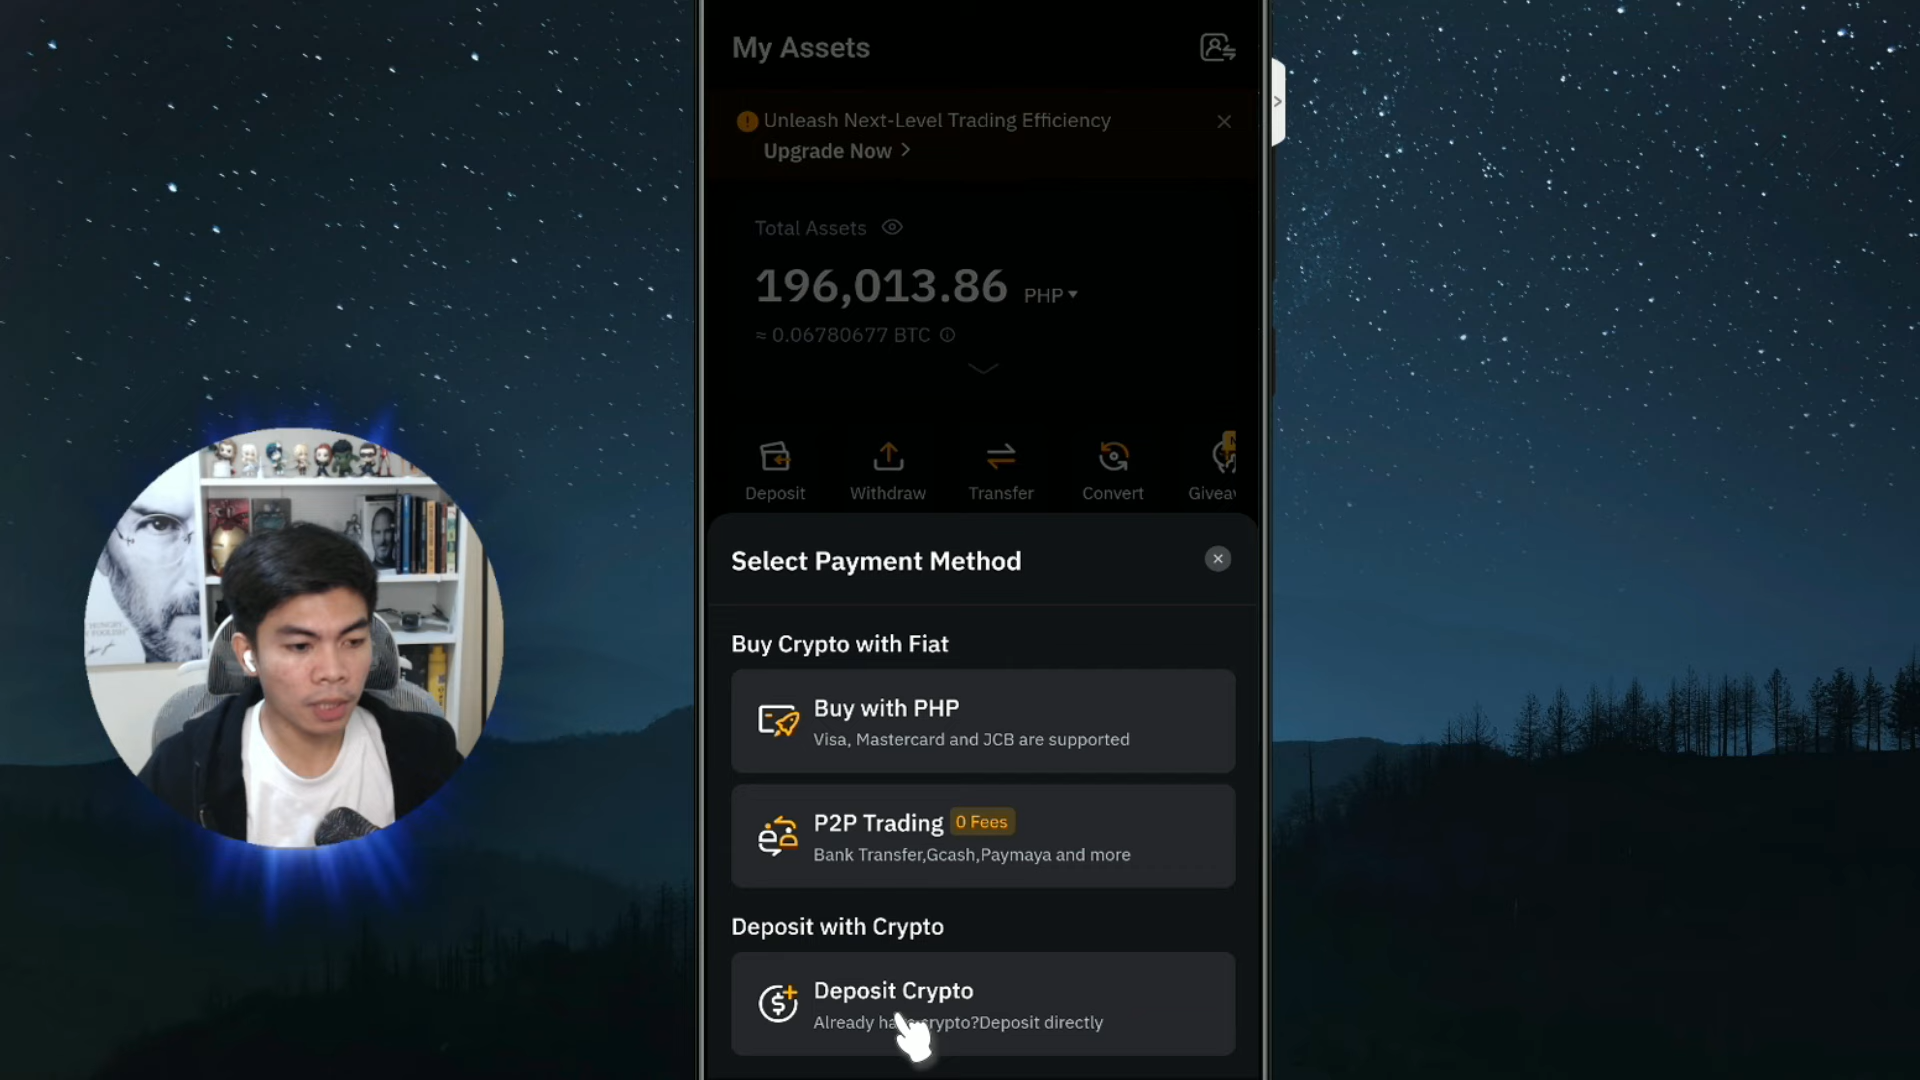 My Assets
Unleash Next-Level Trading Efficiency
Upgrade Now >
Total Assets
196,013.86 PHP
≈ 0.06780677 BTC
Deposit Withdraw Transfer Convert
Select Payment Method
Buy Crypto with Fiat
Buy with PHP
Visa, Mastercard and JCB are supported
P2P Trading 0 Fees
Bank Transfer,Gcash,Paymaya and more
Deposit with Crypto
Deposit Crypto
Already crypto?Deposit directly